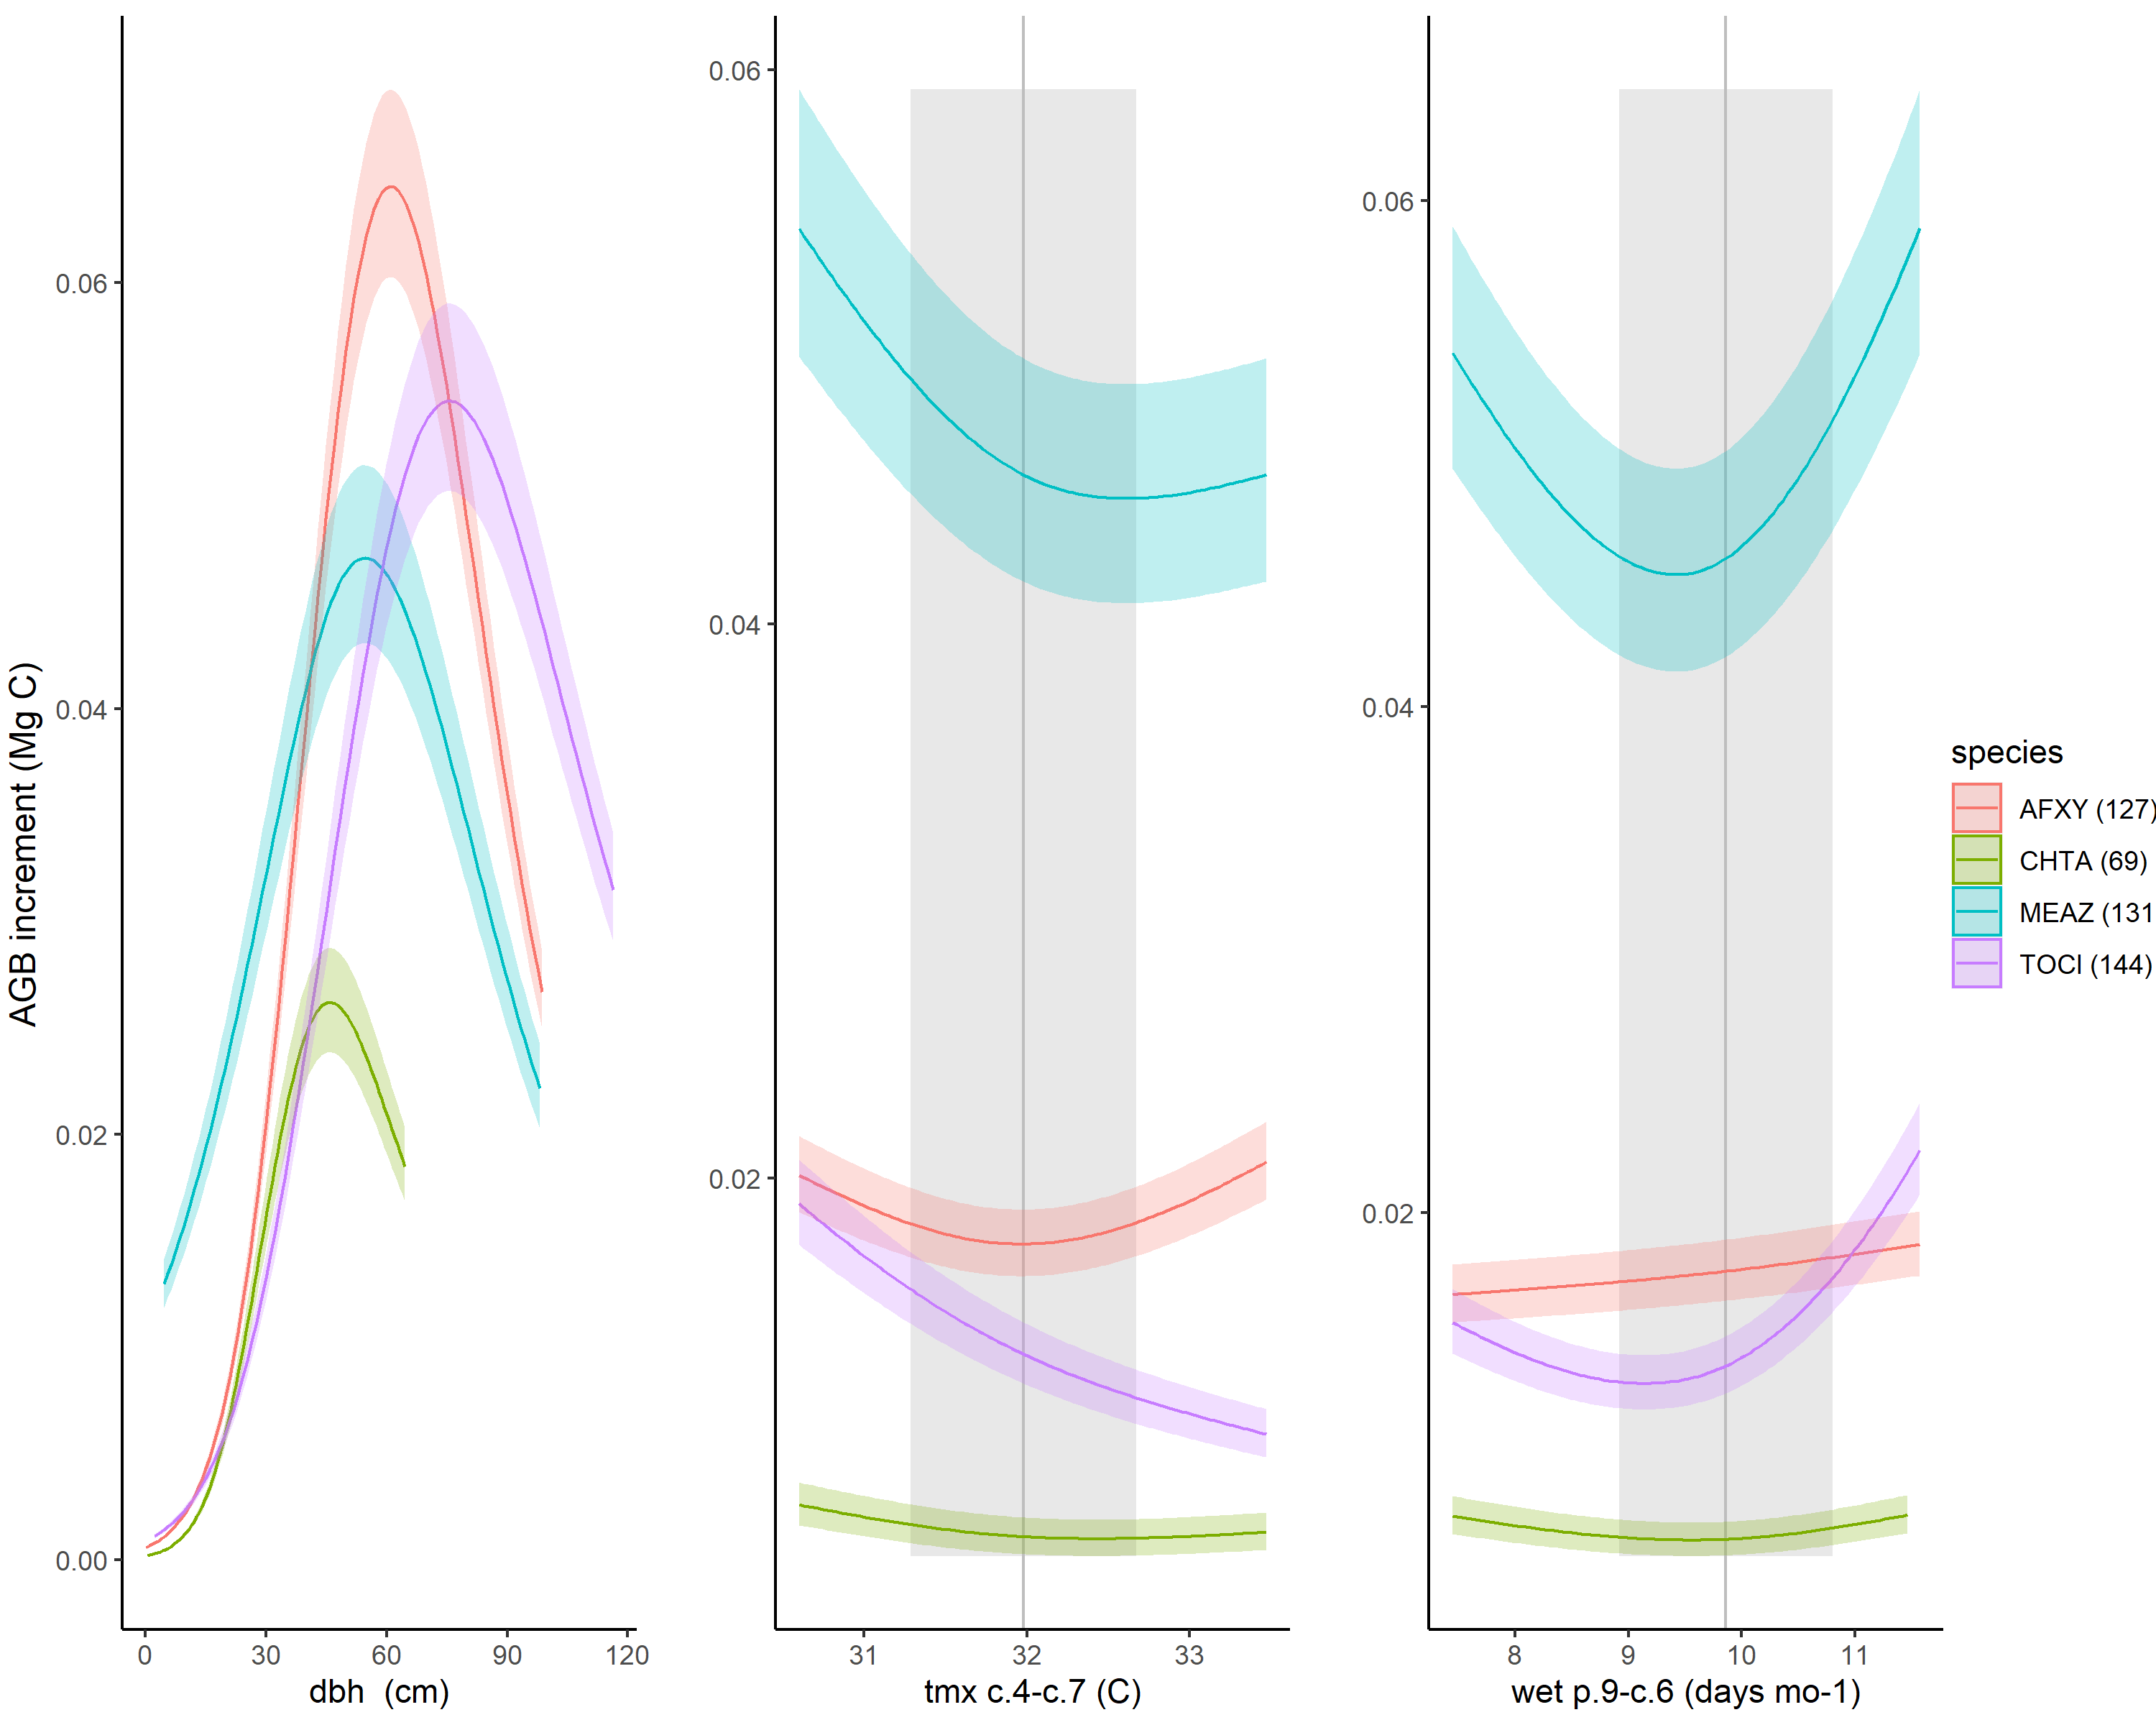 AGB increment (Mg C)
0.06
0.04
0.02
0.00
0
30
60
90
120
dbh  (cm)
0.06
0.04
0.02
31
32
33
tmx c.4-c.7 (C)
0.06
0.04
0.02
8
9
10
11
wet p.9-c.6 (days mo-1)
species
AFXY (127)
CHTA (69)
MEAZ (131
TOCI (144)